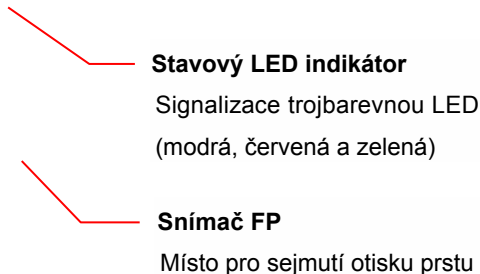 Stavový LED indikátor
Signalizace trojbarevnou LED
(modrá, červená a zelená)
Snímač FP
Místo pro sejmutí otisku prstu